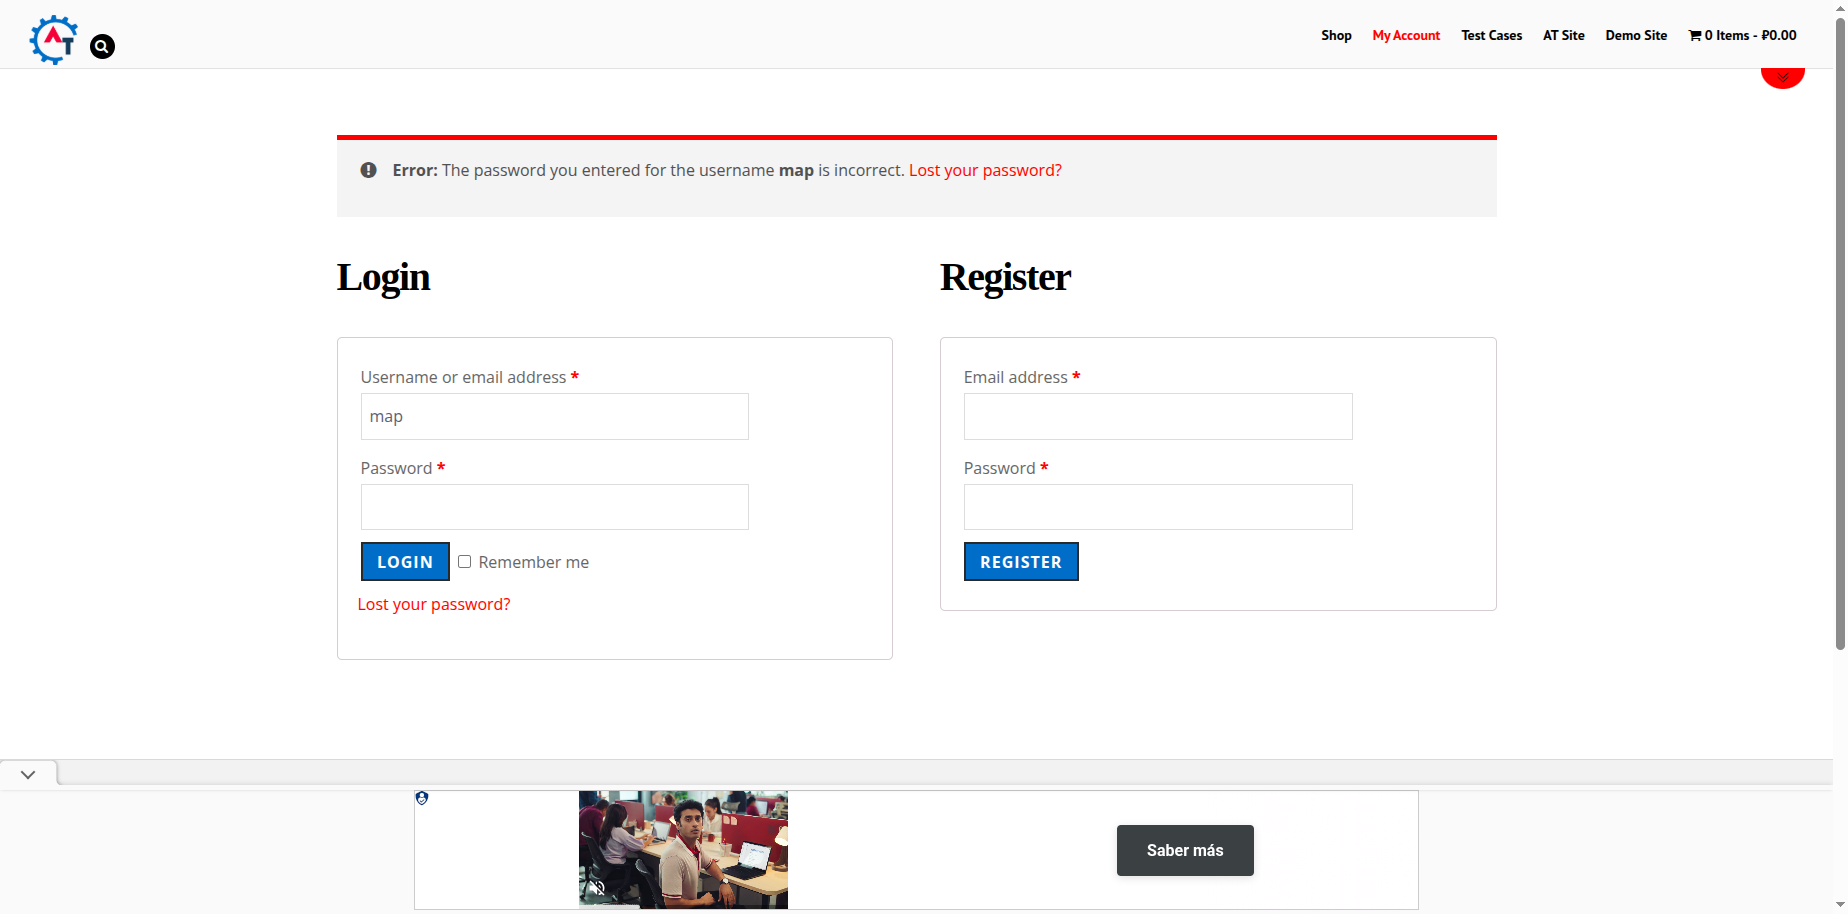 AT
Shop My Account Test Cases AT Site Demo Site 0 Items - ₽0.00
Error: The password you entered for the username map is incorrect. Lost your password?
Login
Username or email address *
map
Password *
LOGIN Remember me
Lost your password?
Register
Email address *
Password *
REGISTER
Saber más